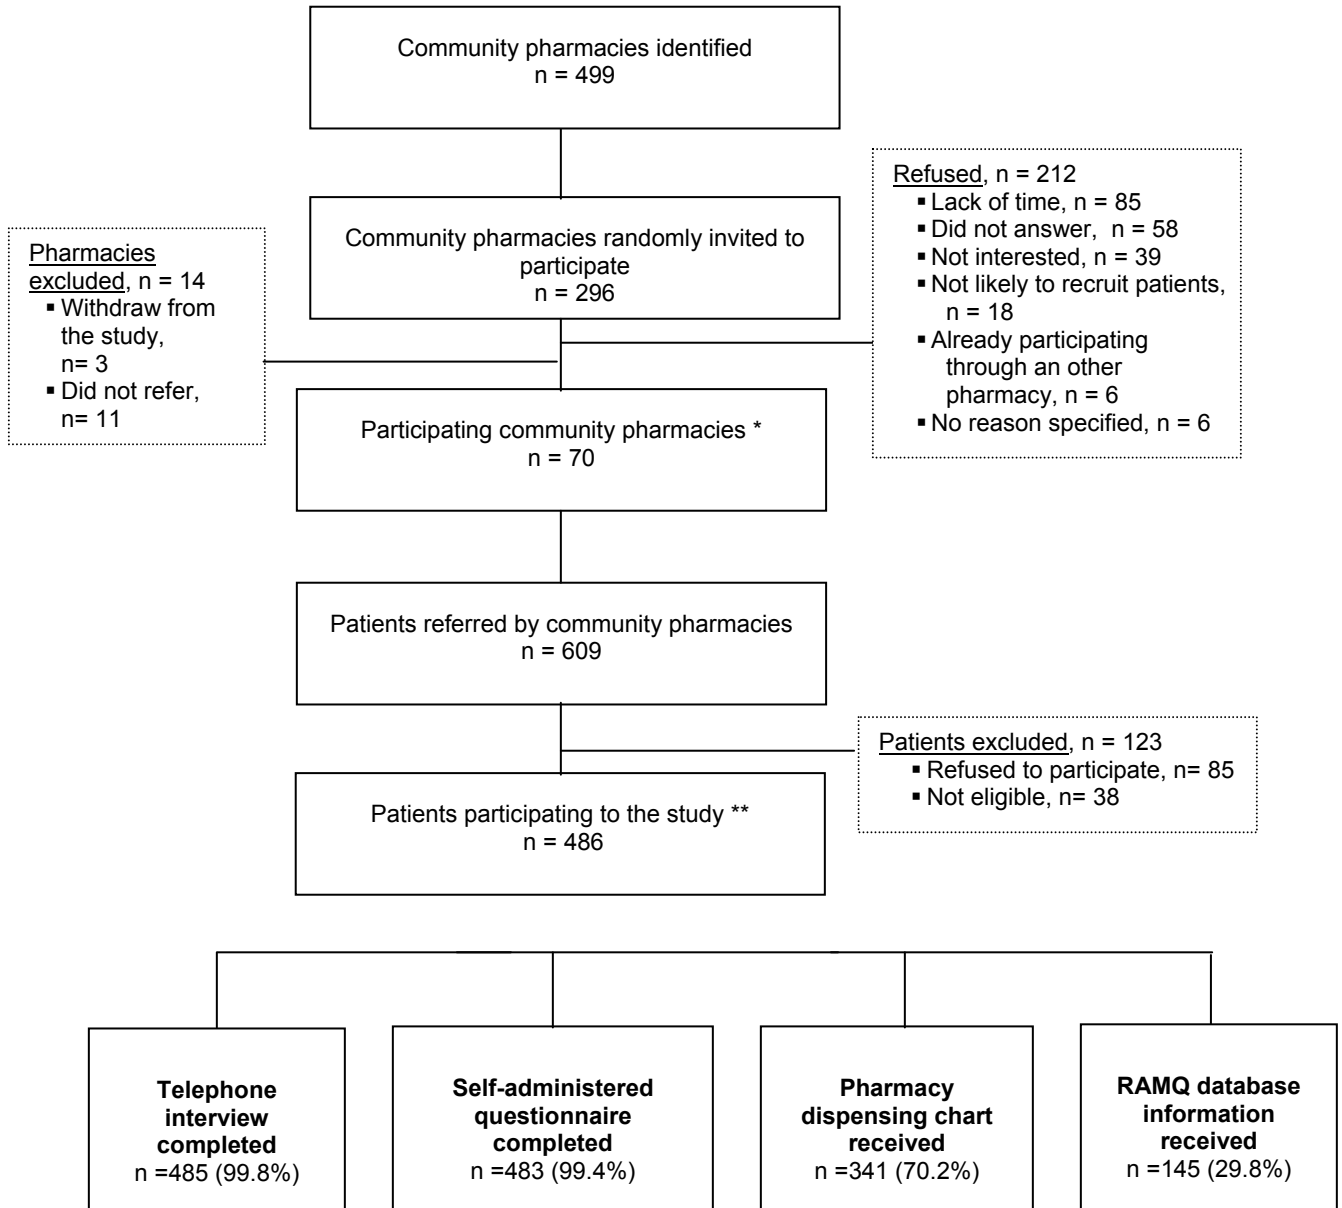 Community pharmacies identified
n = 499
Community pharmacies randomly invited to
participate
n = 296
Pharmacies
excluded, n = 14
▪ Withdraw from
the study,
n= 3
▪ Did not refer,
n= 11
Refused, n = 212
▪ Lack of time, n = 85
▪ Did not answer,  n = 58
▪ Not interested, n = 39
▪ Not likely to recruit patients,
n = 18
▪ Already participating
through an other
pharmacy, n = 6
▪ No reason specified, n = 6
Participating community pharmacies *
n = 70
Patients referred by community pharmacies
n = 609
Patients excluded, n = 123
▪ Refused to participate, n= 85
▪ Not eligible, n= 38
Patients participating to the study **
n = 486
Telephone
interview
completed
n =485 (99.8%)
Self-administered
questionnaire
completed
n =483 (99.4%)
Pharmacy
dispensing chart
received
n =341 (70.2%)
RAMQ database
information
received
n =145 (29.8%)